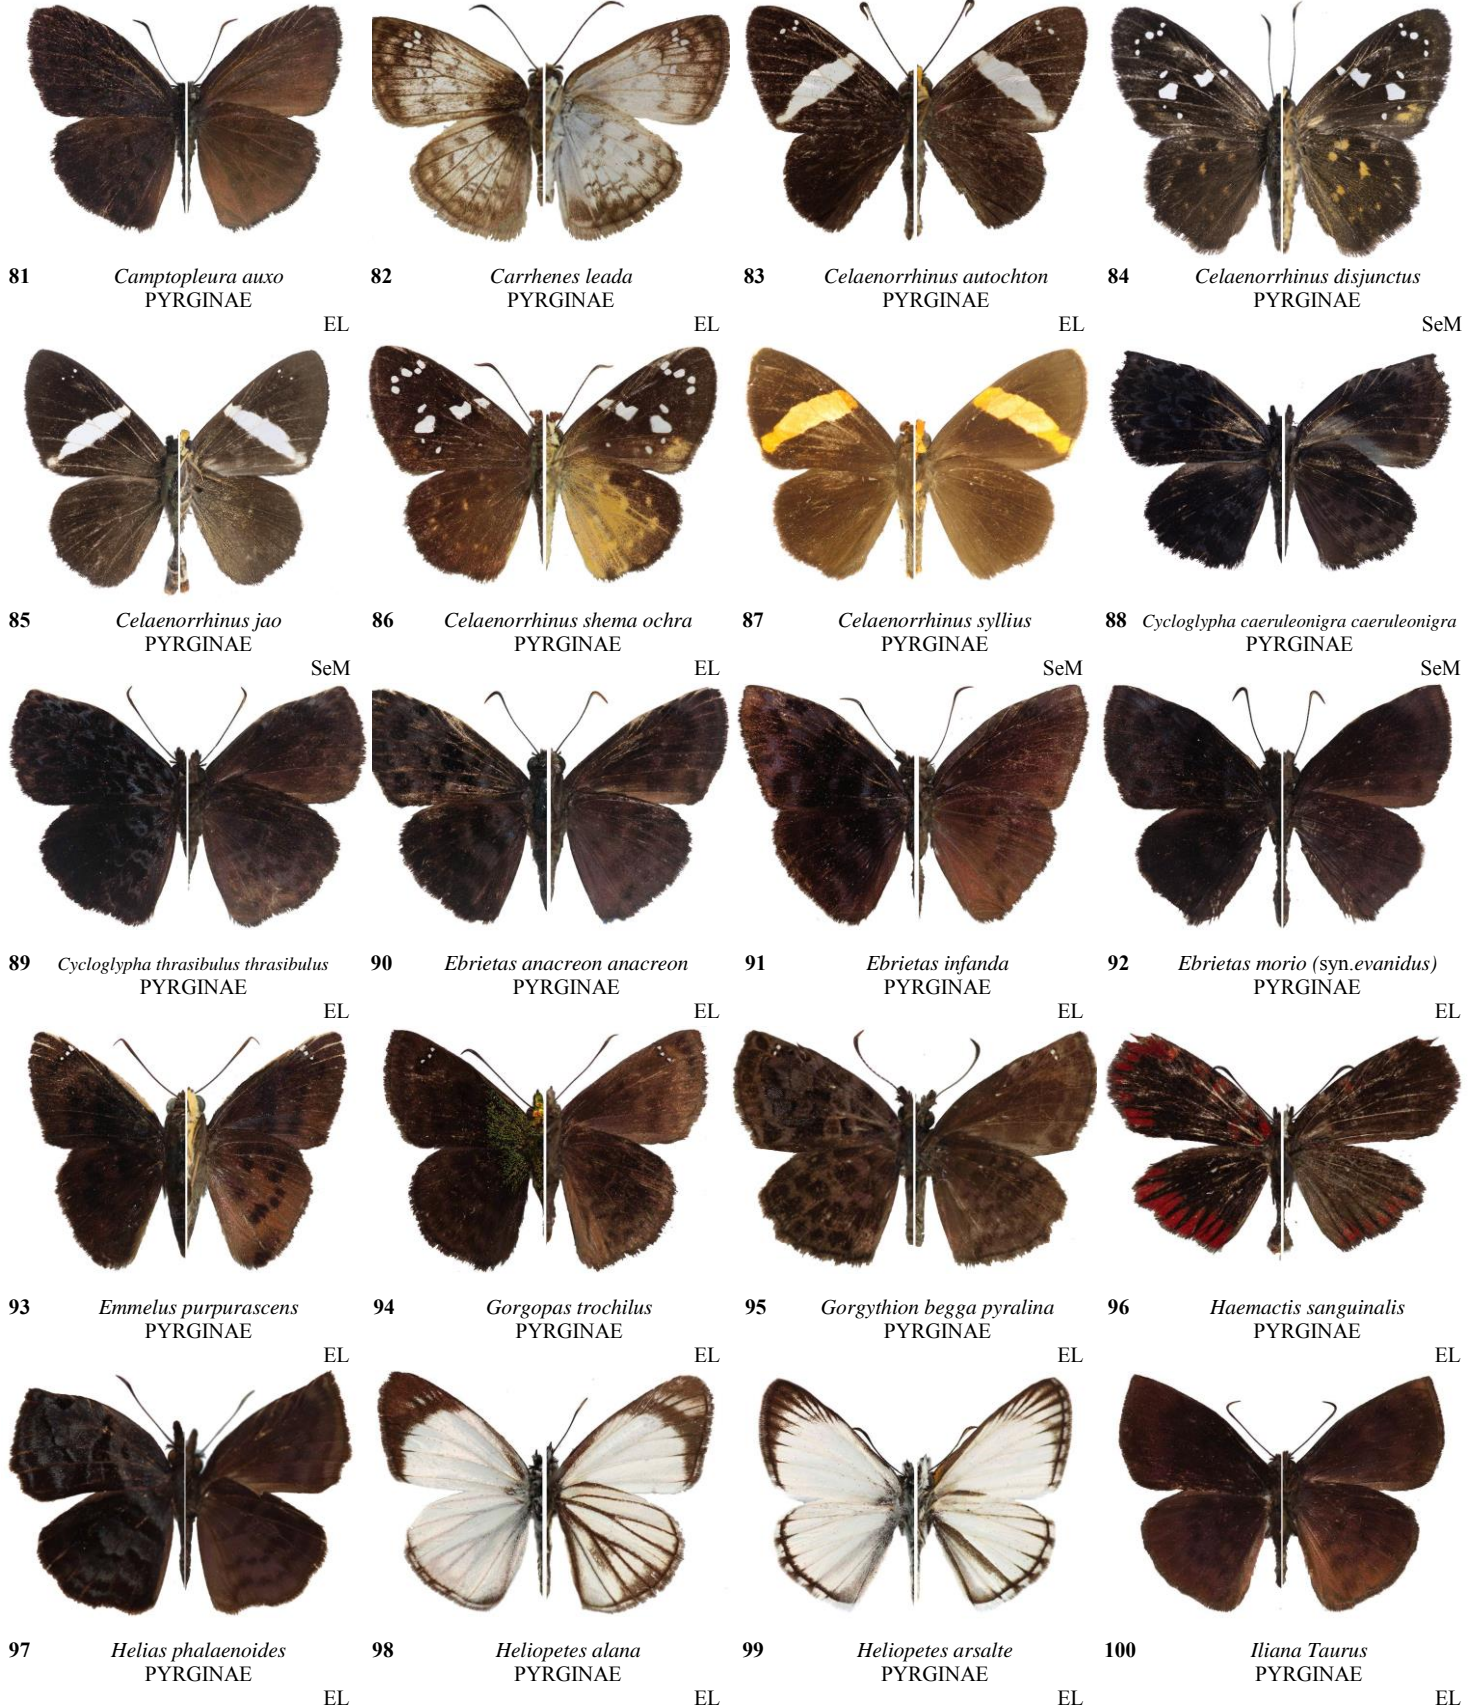 81 Camptopleura auxo
PYRGINAE
EL
82 Carrhenes leada
PYRGINAE
EL
83 Celaenorrhinus autochton
PYRGINAE
EL
84 Celaenorrhinus disjunctus
PYRGINAE
SeM
85 Celaenorrhinus jao
PYRGINAE
SeM
86 Celaenorrhinus shema ochra
PYRGINAE
EL
87 Celaenorrhinus syllius
PYRGINAE
SeM
88 Cycloglypha caeruleonigra caeruleonigra
PYRGINAE
SeM
89 Cycloglypha thrasibulus thrasibulus
PYRGINAE
EL
90 Ebrietas anacreon anacreon
PYRGINAE
EL
91 Ebrietas infanda
PYRGINAE
EL
92 Ebrietas morio (syn.evanidus)
PYRGINAE
EL
93 Emmelus purpurascens
PYRGINAE
EL
94 Gorgopas trochilus
PYRGINAE
EL
95 Gorgythion begga pyralina
PYRGINAE
EL
96 Haemactis sanguinalis
PYRGINAE
EL
97 Helias phalaenoides
PYRGINAE
EL
98 Heliopetes alana
PYRGINAE
EL
99 Heliopetes arsalte
PYRGINAE
EL
100 Iliana Taurus
PYRGINAE
EL